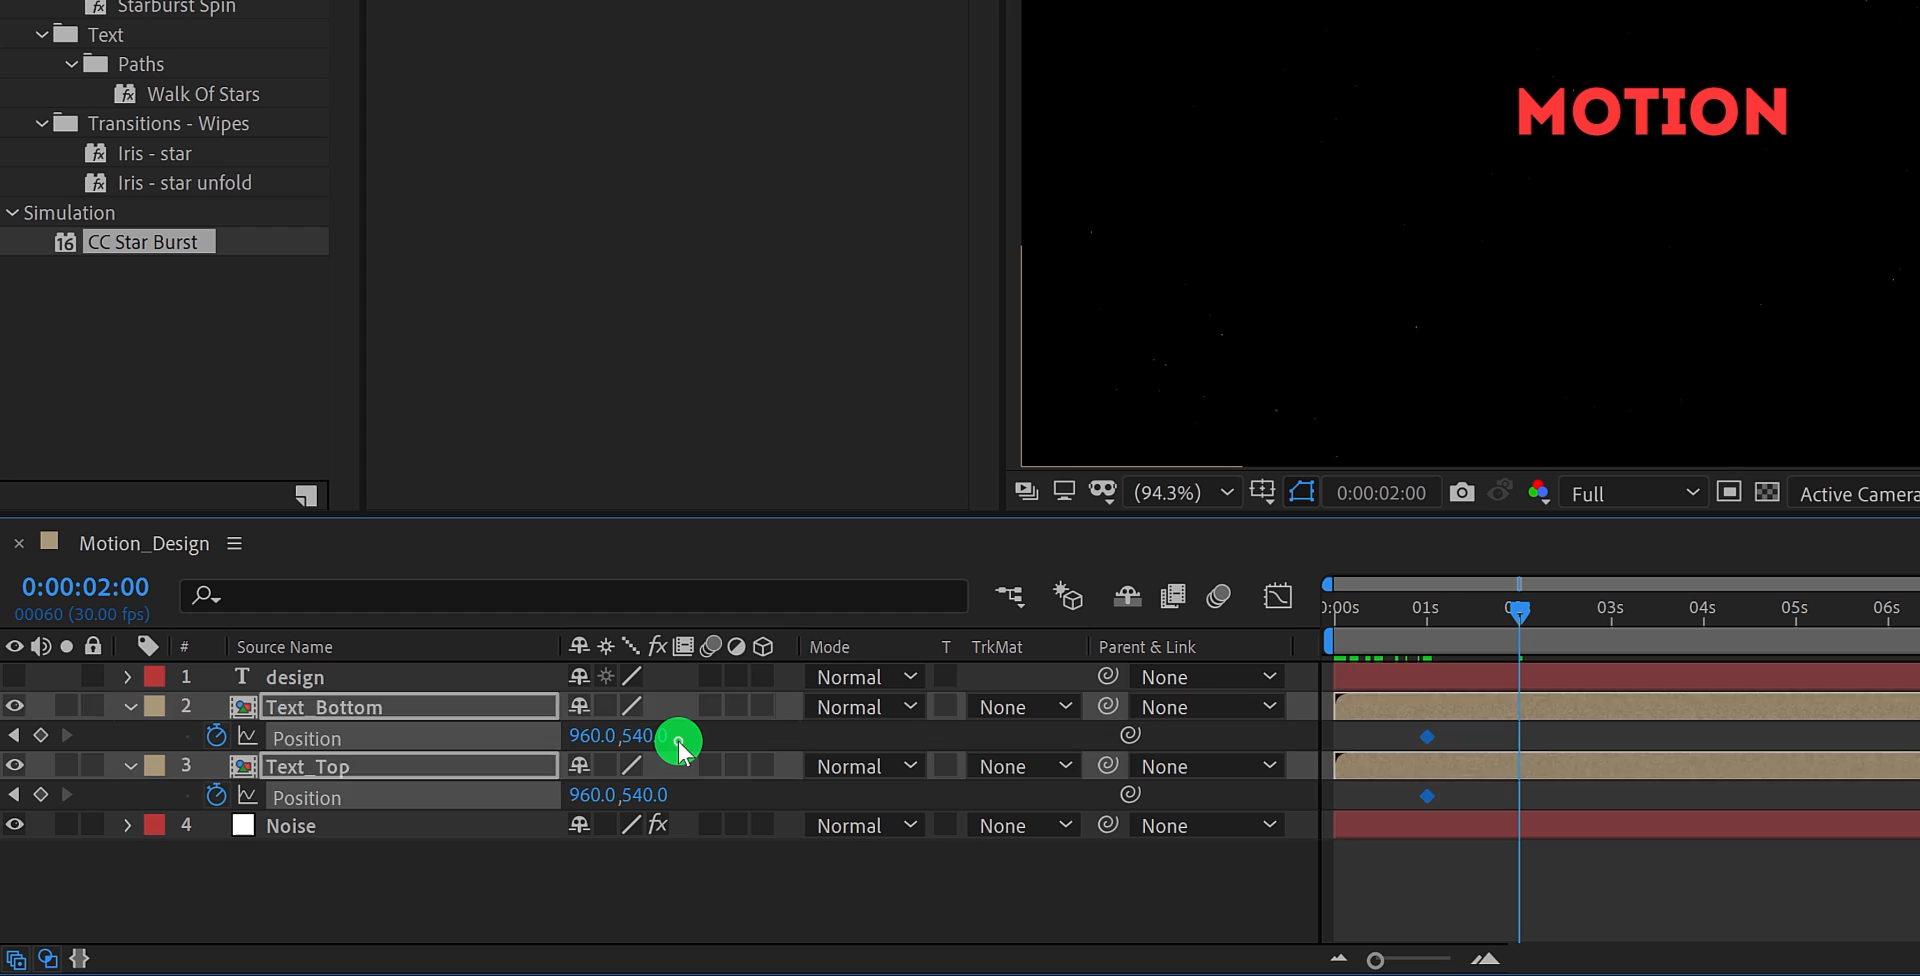 Starburst Spin
Text
Paths
Walk Of Stars
Transitions - Wipes
Iris - star
Iris - star unfold
Simulation
16 CC Star Burst
MOTION
(94.3%) 0:00:02:00 Full Active Camera
Motion_Design
0:00:02:00
00060 (30.00 fps)
0:00s 01s 03s 04s 05s 06s
# Source Name fx Mode T TrkMat Parent & Link
1 T design Normal None
2 Text_Bottom Normal None None
Position 960.0,540.0
3 Text_Top Normal None None
Position 960.0,540.0
4 Noise fx Normal None None